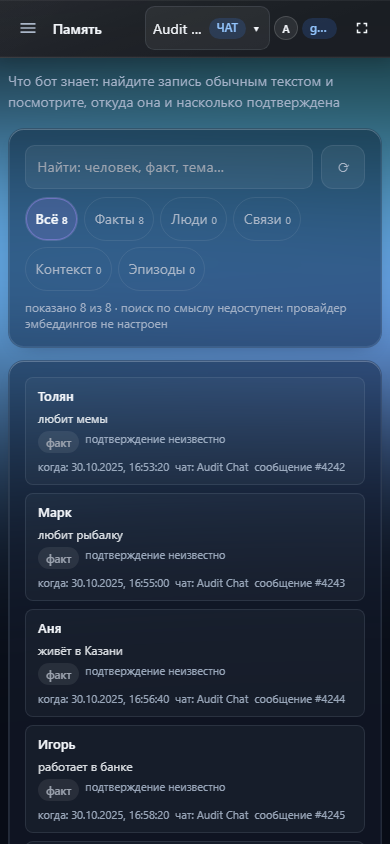 Память
Audit ... ЧАТ ▾ A g...
Что бот знает: найдите запись обычным текстом и
посмотрите, откуда она и насколько подтверждена
Найти: человек, факт, тема...
Всё 8 Факты 8 Люди 0 Связи 0
Контекст 0 Эпизоды 0
показано 8 из 8 · поиск по смыслу недоступен: провайдер
эмбеддингов не настроен
Толян
любит мемы
факт подтверждение неизвестно
когда: 30.10.2025, 16:53:20 чат: Audit Chat сообщение #4242
Марк
любит рыбалку
факт подтверждение неизвестно
когда: 30.10.2025, 16:55:00 чат: Audit Chat сообщение #4243
Аня
живёт в Казани
факт подтверждение неизвестно
когда: 30.10.2025, 16:56:40 чат: Audit Chat сообщение #4244
Игорь
работает в банке
факт подтверждение неизвестно
когда: 30.10.2025, 16:58:20 чат: Audit Chat сообщение #4245